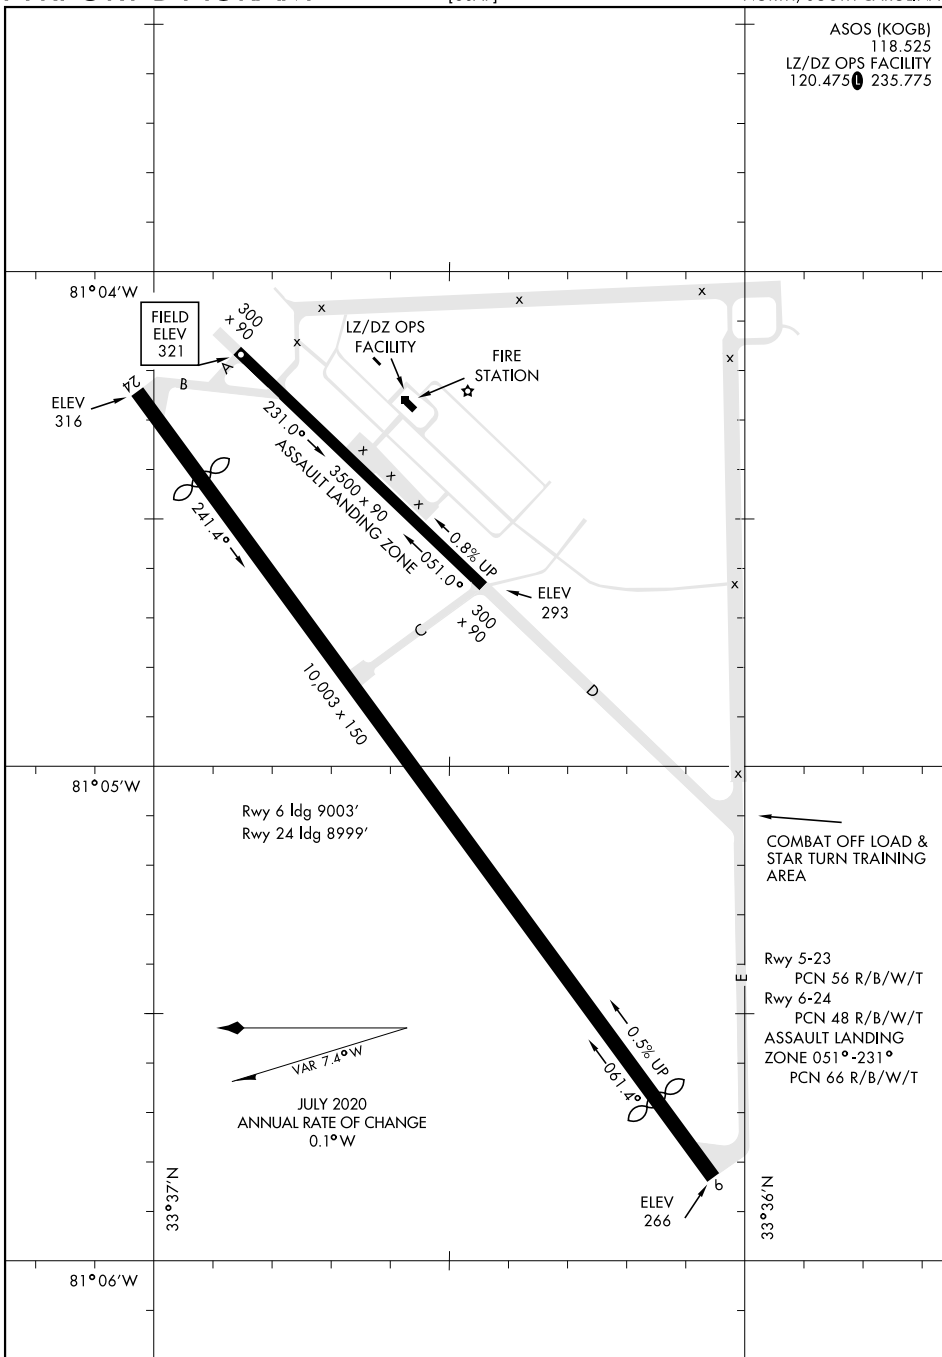 ASOS (KOGB)
118.525
LZ/DZ OPS FACILITY
120.475 L 235.775
81°04'W
FIELD
ELEV
321
300
x 90
LZ/DZ OPS
FACILITY
FIRE
STATION
x
x
x
x
x
A
B
24
ELEV
316
231.0°
3500 x 90
ASSAULT LANDING ZONE
x
x
x
241.4°
0.8% UP
051.0°
ELEV
293
300
x 90
x
C
D
10,003 x 150
x
81°05'W
Rwy 6 ldg 9003'
Rwy 24 ldg 8999'
COMBAT OFF LOAD &
STAR TURN TRAINING
AREA
E
Rwy 5-23
PCN 56 R/B/W/T
Rwy 6-24
PCN 48 R/B/W/T
ASSAULT LANDING
ZONE 051°-231°
PCN 66 R/B/W/T
VAR 7.4°W
JULY 2020
ANNUAL RATE OF CHANGE
0.1°W
0.5% UP
061.4°
6
ELEV
266
33°37'N
33°36'N
81°06'W